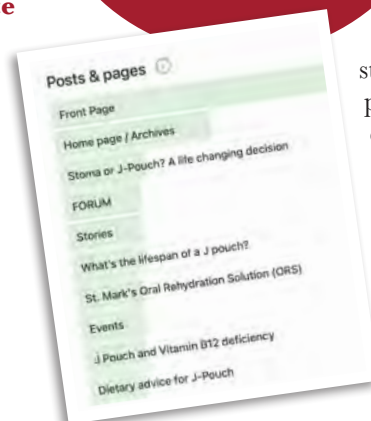 e
Posts & pages
Front Page
Home page / Archives
Stoma or J-Pouch? A life changing decision
FORUM
Stories
What's the lifespan of a J pouch?
St. Mark's Oral Rehydration Solution (ORS)
Events
J Pouch and Vitamin B12 deficiency
Dietary advice for J-Pouch